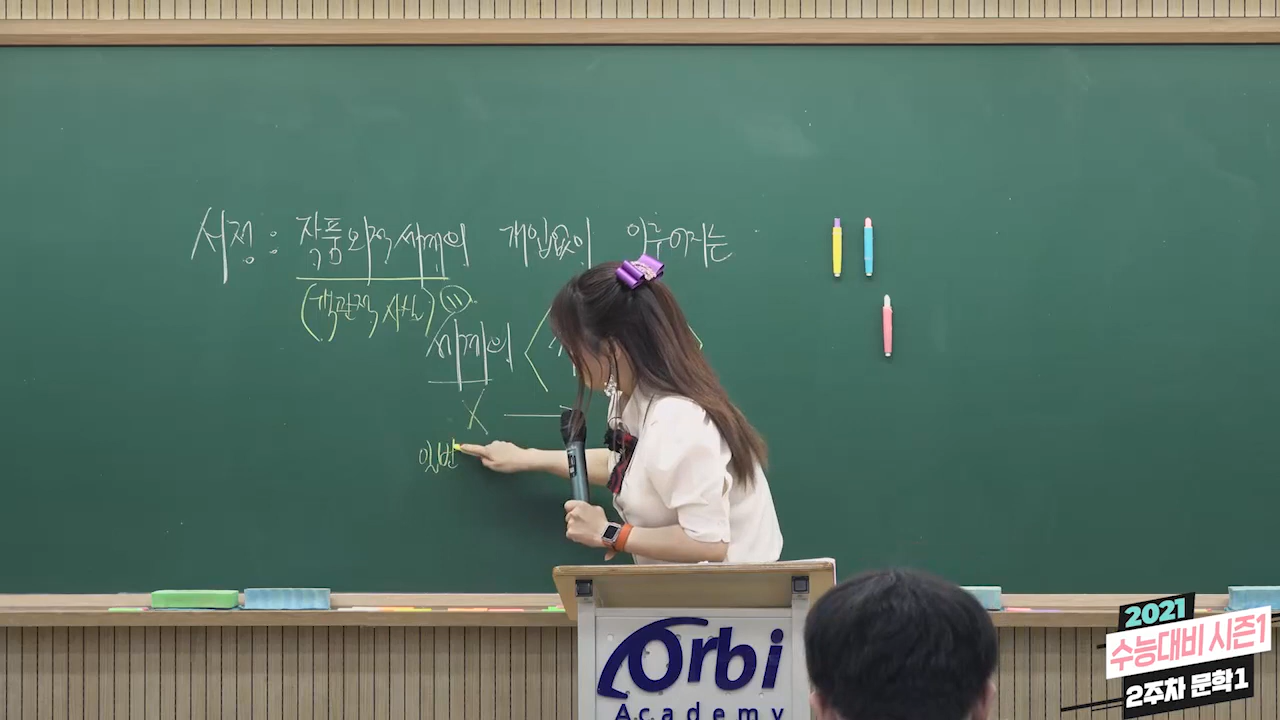 서정: 작품외적 세계의 개입없이 이루어지는
(객관적 사실)
세계의
X
일반
Orbi
Academy
2021
수능대비 시즌1
2주차 문학1